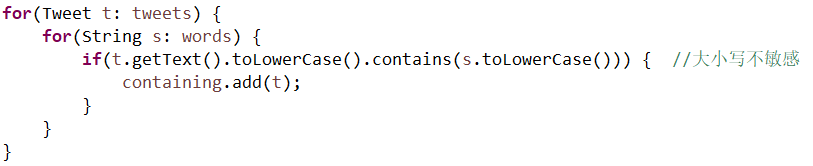 for(Tweet t: tweets) {
    for(String s: words) {
        if(t.getText().toLowerCase().contains(s.toLowerCase())) {  //大小写不敏感
            containing.add(t);
        }
    }
}